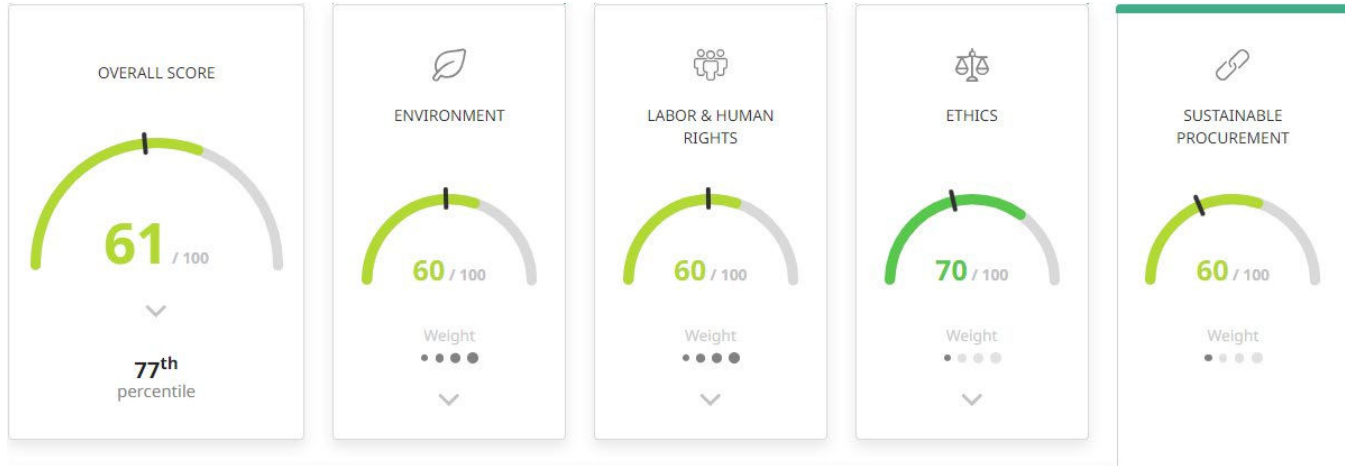 OVERALL SCORE
61 / 100
77th
percentile
ENVIRONMENT
60 / 100
Weight
LABOR & HUMAN
RIGHTS
60 / 100
Weight
ETHICS
70 / 100
Weight
SUSTAINABLE
PROCUREMENT
60 / 100
Weight